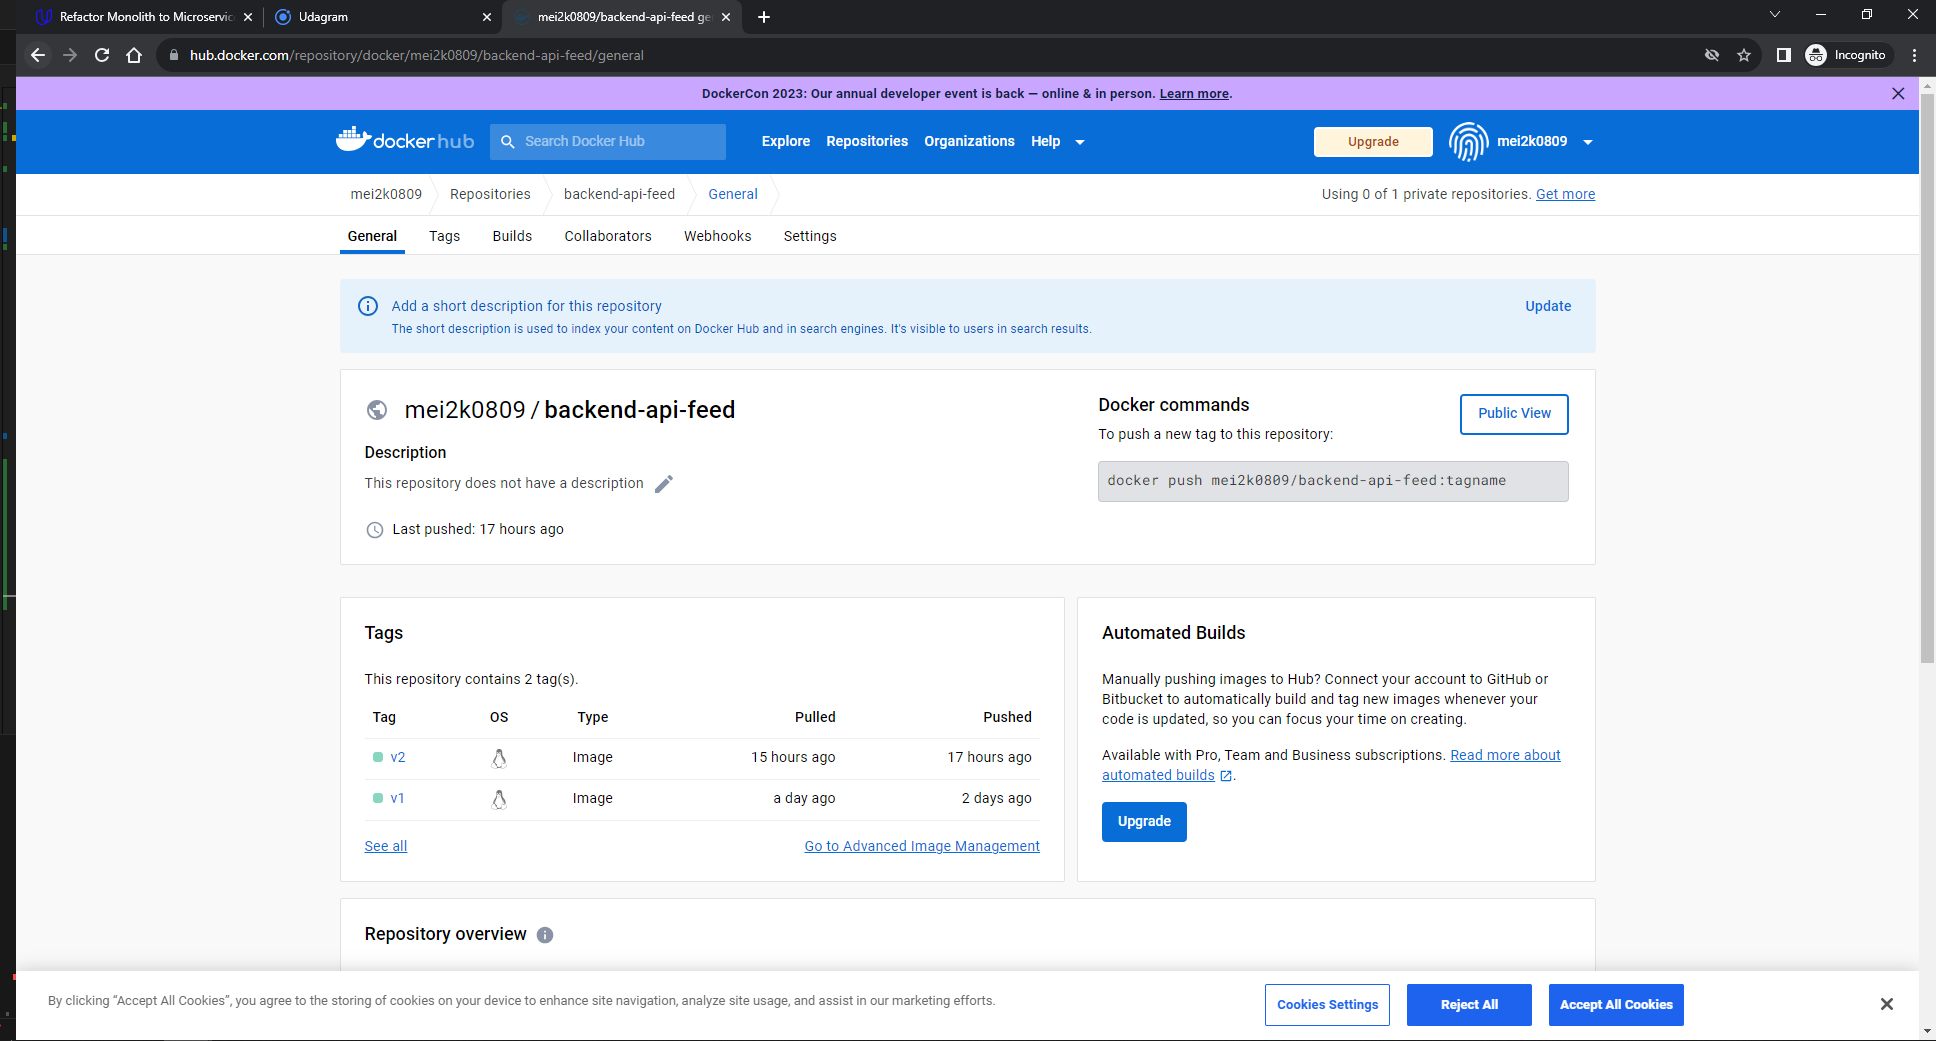 Refactor Monolith to Microservic
Udagram
mei2k0809/backend-api-feed ge
hub.docker.com/repository/docker/mei2k0809/backend-api-feed/general
Incognito
DockerCon 2023: Our annual developer event is back — online & in person. Learn more.
dockerhub
Search Docker Hub
Explore
Repositories
Organizations
Help
Upgrade
mei2k0809
mei2k0809
Repositories
backend-api-feed
General
Using 0 of 1 private repositories. Get more
General
Tags
Builds
Collaborators
Webhooks
Settings
Add a short description for this repository
Update
The short description is used to index your content on Docker Hub and in search engines. It's visible to users in search results.
mei2k0809 / backend-api-feed
Description
This repository does not have a description
Last pushed: 17 hours ago
Docker commands
Public View
To push a new tag to this repository:
docker push mei2k0809/backend-api-feed:tagname
Tags
This repository contains 2 tag(s).
Tag OS Type Pulled Pushed
v2 Image 15 hours ago 17 hours ago
v1 Image a day ago 2 days ago
See all
Go to Advanced Image Management
Automated Builds
Manually pushing images to Hub? Connect your account to GitHub or
Bitbucket to automatically build and tag new images whenever your
code is updated, so you can focus your time on creating.
Available with Pro, Team and Business subscriptions. Read more about
automated builds .
Upgrade
Repository overview
By clicking “Accept All Cookies”, you agree to the storing of cookies on your device to enhance site navigation, analyze site usage, and assist in our marketing efforts.
Cookies Settings
Reject All
Accept All Cookies